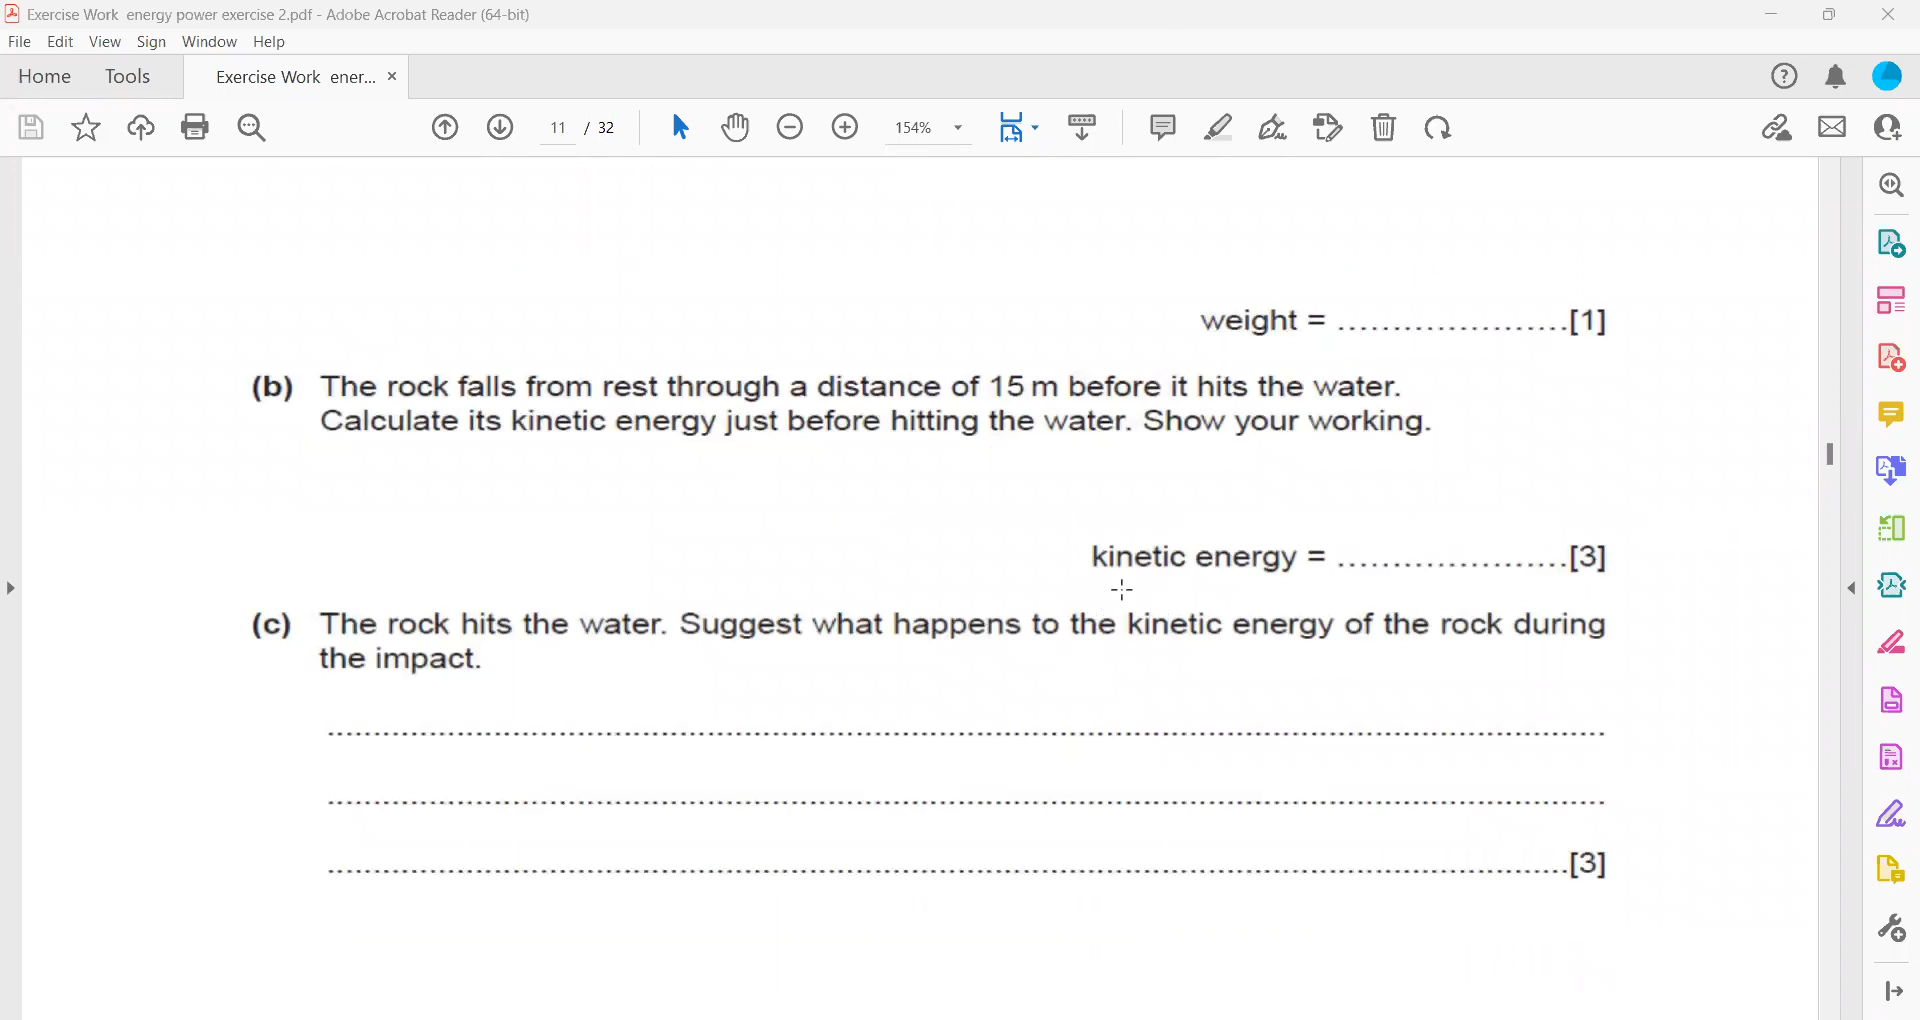 Exercise Work energy power exercise 2.pdf - Adobe Acrobat Reader (64-bit)
File Edit View Sign Window Help
Home Tools Exercise Work ener... ×
11 / 32 154%
weight = ......................[1]
(b) The rock falls from rest through a distance of 15 m before it hits the water.
Calculate its kinetic energy just before hitting the water. Show your working.
kinetic energy = ......................[3]
(c) The rock hits the water. Suggest what happens to the kinetic energy of the rock during
the impact.
..........................................................................................
..........................................................................................
..........................................................................................[3]